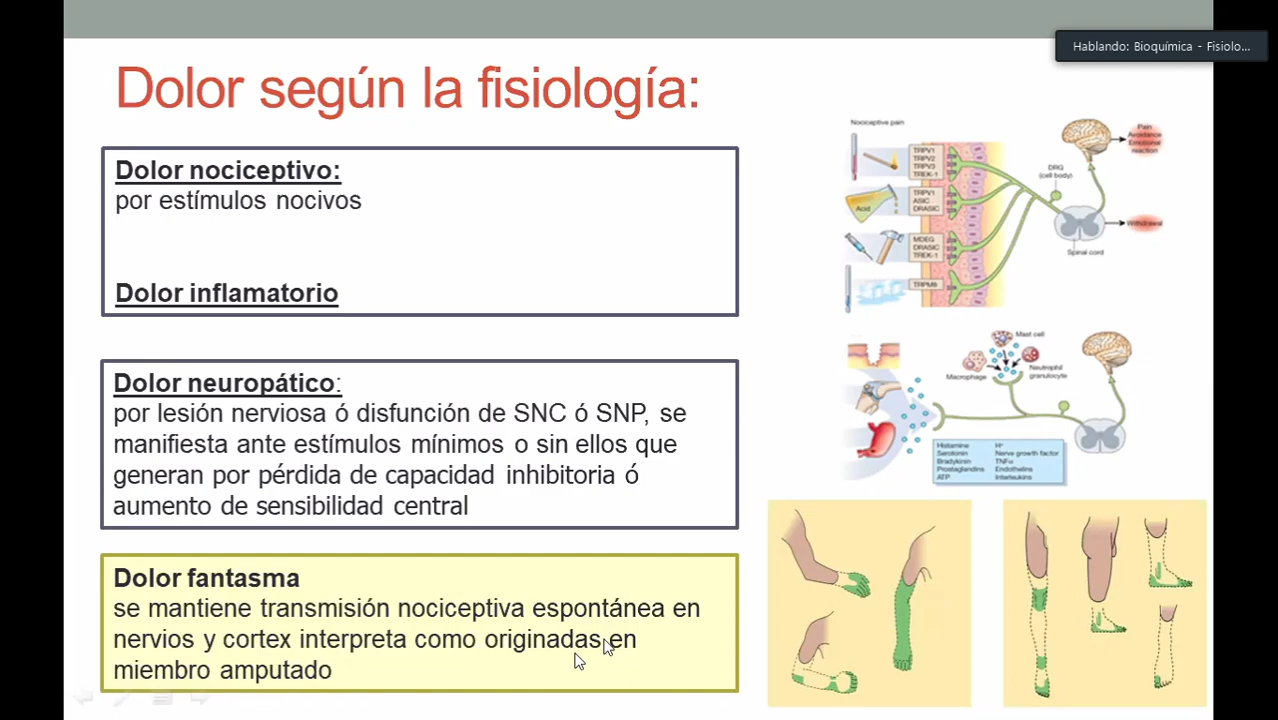 Hablando: Bioquímica - Fisiolo...
Dolor según la fisiología:
Dolor nociceptivo:
por estímulos nocivos
Dolor inflamatorio
Dolor neuropático:
por lesión nerviosa ó disfunción de SNC ó SNP, se
manifiesta ante estímulos mínimos o sin ellos que
generan por pérdida de capacidad inhibitoria ó
aumento de sensibilidad central
Dolor fantasma
se mantiene transmisión nociceptiva espontánea en
nervios y cortex interpreta como originadas en
miembro amputado
Nociceptive pain
TRPV1
TRPV2
TRPV3
TREK-1
Acid
TRPV1
ASIC
DRASIC
MDEG
DRASIC
TREK-1
TRPM8
DRG
(cell body)
Pain
Avoidance
Emotional
reaction
Withdrawal
Spinal cord
Mast cell
Macrophage
Neutrophil
granulocyte
Histamine
Serotonin
Bradykinin
Prostaglandins
ATP
H+
Nerve growth factor
TNFα
Endothelins
Interleukins